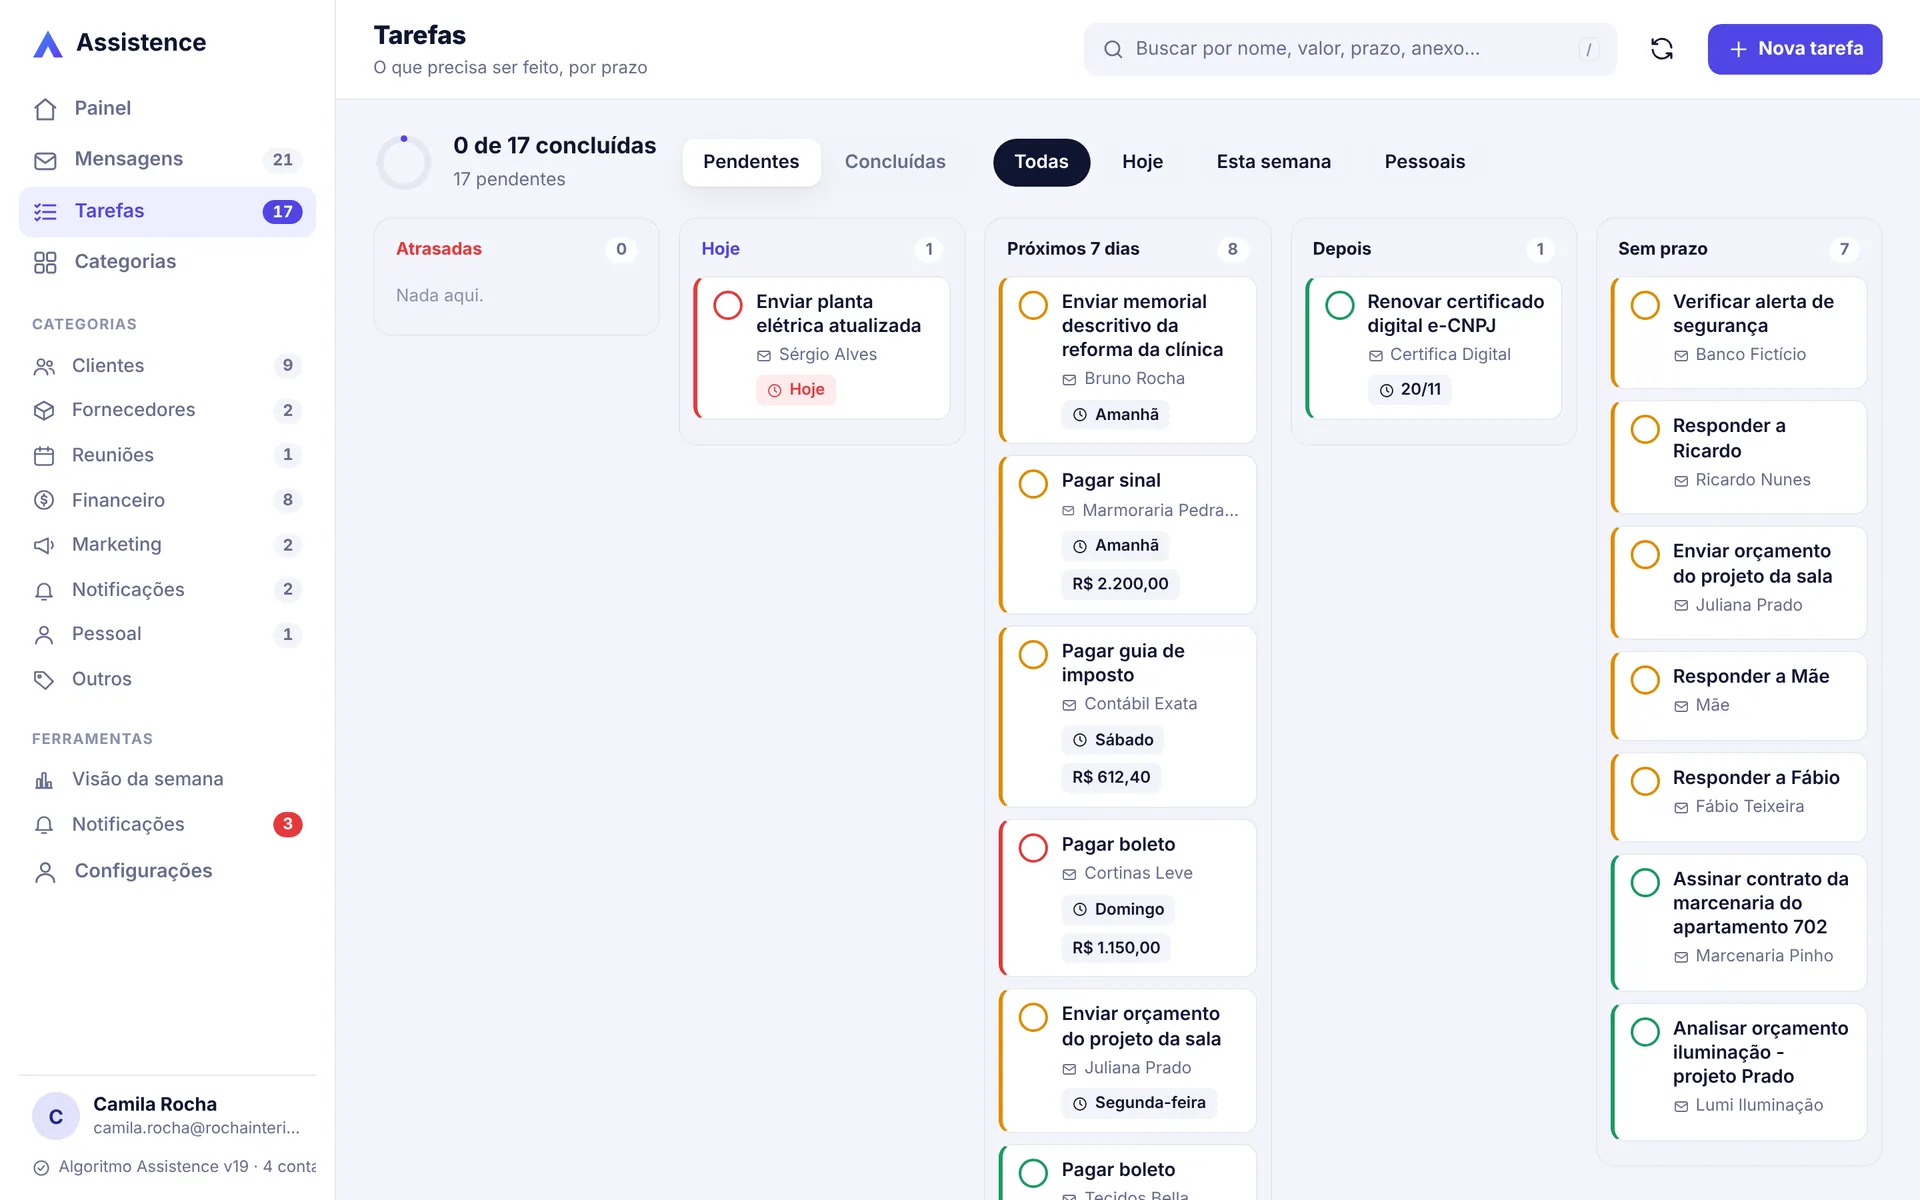 Assistence
Painel
Mensagens 21
Tarefas 17
Categorias
CATEGORIAS
Clientes 9
Fornecedores 2
Reuniões 1
Financeiro 8
Marketing 2
Notificações 2
Pessoal 1
Outros
FERRAMENTAS
Visão da semana
Notificações 3
Configurações
C
Camila Rocha
camila.rocha@rochainteri...
Algoritmo Assistence v19 · 4 conta
Tarefas
O que precisa ser feito, por prazo
Buscar por nome, valor, prazo, anexo... /
Nova tarefa
0 de 17 concluídas
17 pendentes
Pendentes
Concluídas
Todas
Hoje
Esta semana
Pessoais
Atrasadas 0
Nada aqui.
Hoje 1
Enviar planta
elétrica atualizada
Sérgio Alves
Hoje
Próximos 7 dias 8
Enviar memorial
descritivo da
reforma da clínica
Bruno Rocha
Amanhã
Pagar sinal
Marmoraria Pedra...
Amanhã
R$ 2.200,00
Pagar guia de
imposto
Contábil Exata
Sábado
R$ 612,40
Pagar boleto
Cortinas Leve
Domingo
R$ 1.150,00
Enviar orçamento
do projeto da sala
Juliana Prado
Segunda-feira
Pagar boleto
Tecidos Bella
Depois 1
Renovar certificado
digital e-CNPJ
Certifica Digital
20/11
Sem prazo 7
Verificar alerta de
segurança
Banco Fictício
Responder a
Ricardo
Ricardo Nunes
Enviar orçamento
do projeto da sala
Juliana Prado
Responder a Mãe
Mãe
Responder a Fábio
Fábio Teixeira
Assinar contrato da
marcenaria do
apartamento 702
Marcenaria Pinho
Analisar orçamento
iluminação -
projeto Prado
Lumi Iluminação